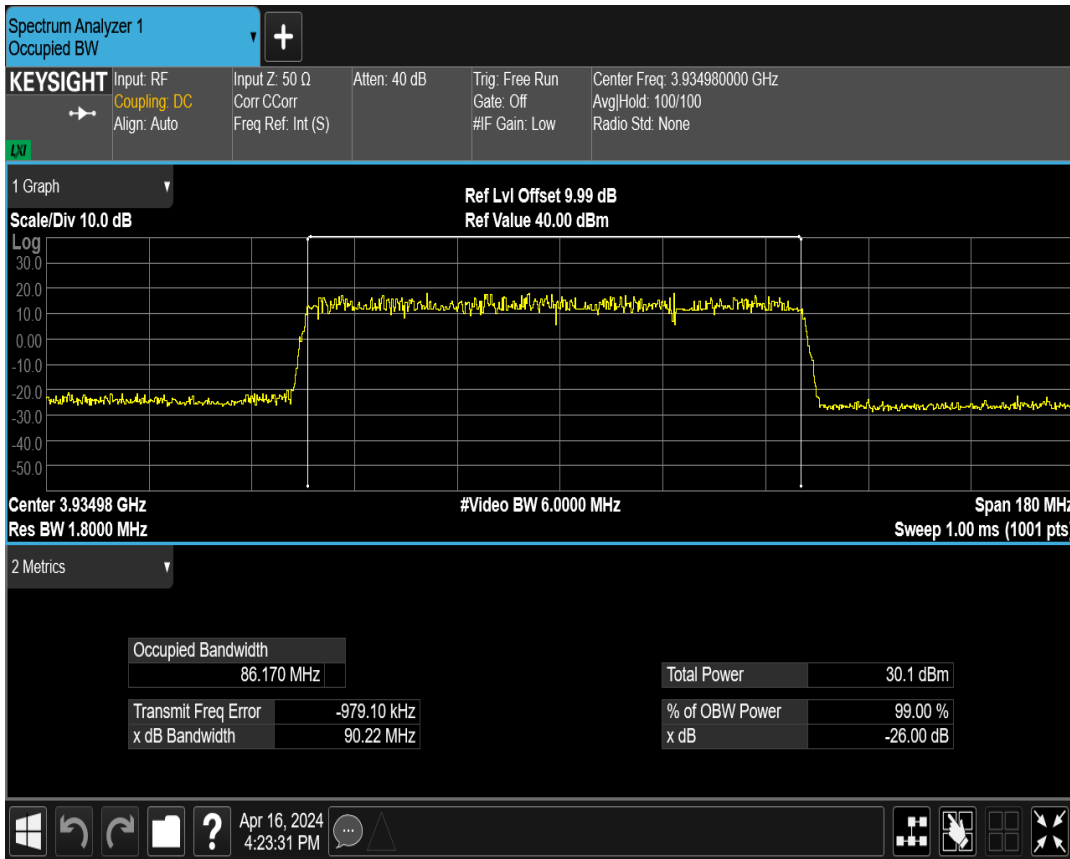 Spectrum Analyzer 1
Occupied BW
KEYSIGHT Input: RF Input Z: 50 Ω Atten: 40 dB Trig: Free Run Center Freq: 3.934980000 GHz
Coupling: DC Corr CCorr Gate: Off Avg|Hold: 100/100
Align: Auto Freq Ref: Int (S) #IF Gain: Low Radio Std: None
LXI
1 Graph
Ref Lvl Offset 9.99 dB
Scale/Div 10.0 dB Ref Value 40.00 dBm
Log
30.0
20.0
10.0
0.00
-10.0
-20.0
-30.0
-40.0
-50.0
Center 3.93498 GHz #Video BW 6.0000 MHz Span 180 MHz
Res BW 1.8000 MHz Sweep 1.00 ms (1001 pts)
2 Metrics
Occupied Bandwidth
86.170 MHz Total Power 30.1 dBm
Transmit Freq Error -979.10 kHz % of OBW Power 99.00 %
x dB Bandwidth 90.22 MHz x dB -26.00 dB
Apr 16, 2024
4:23:31 PM